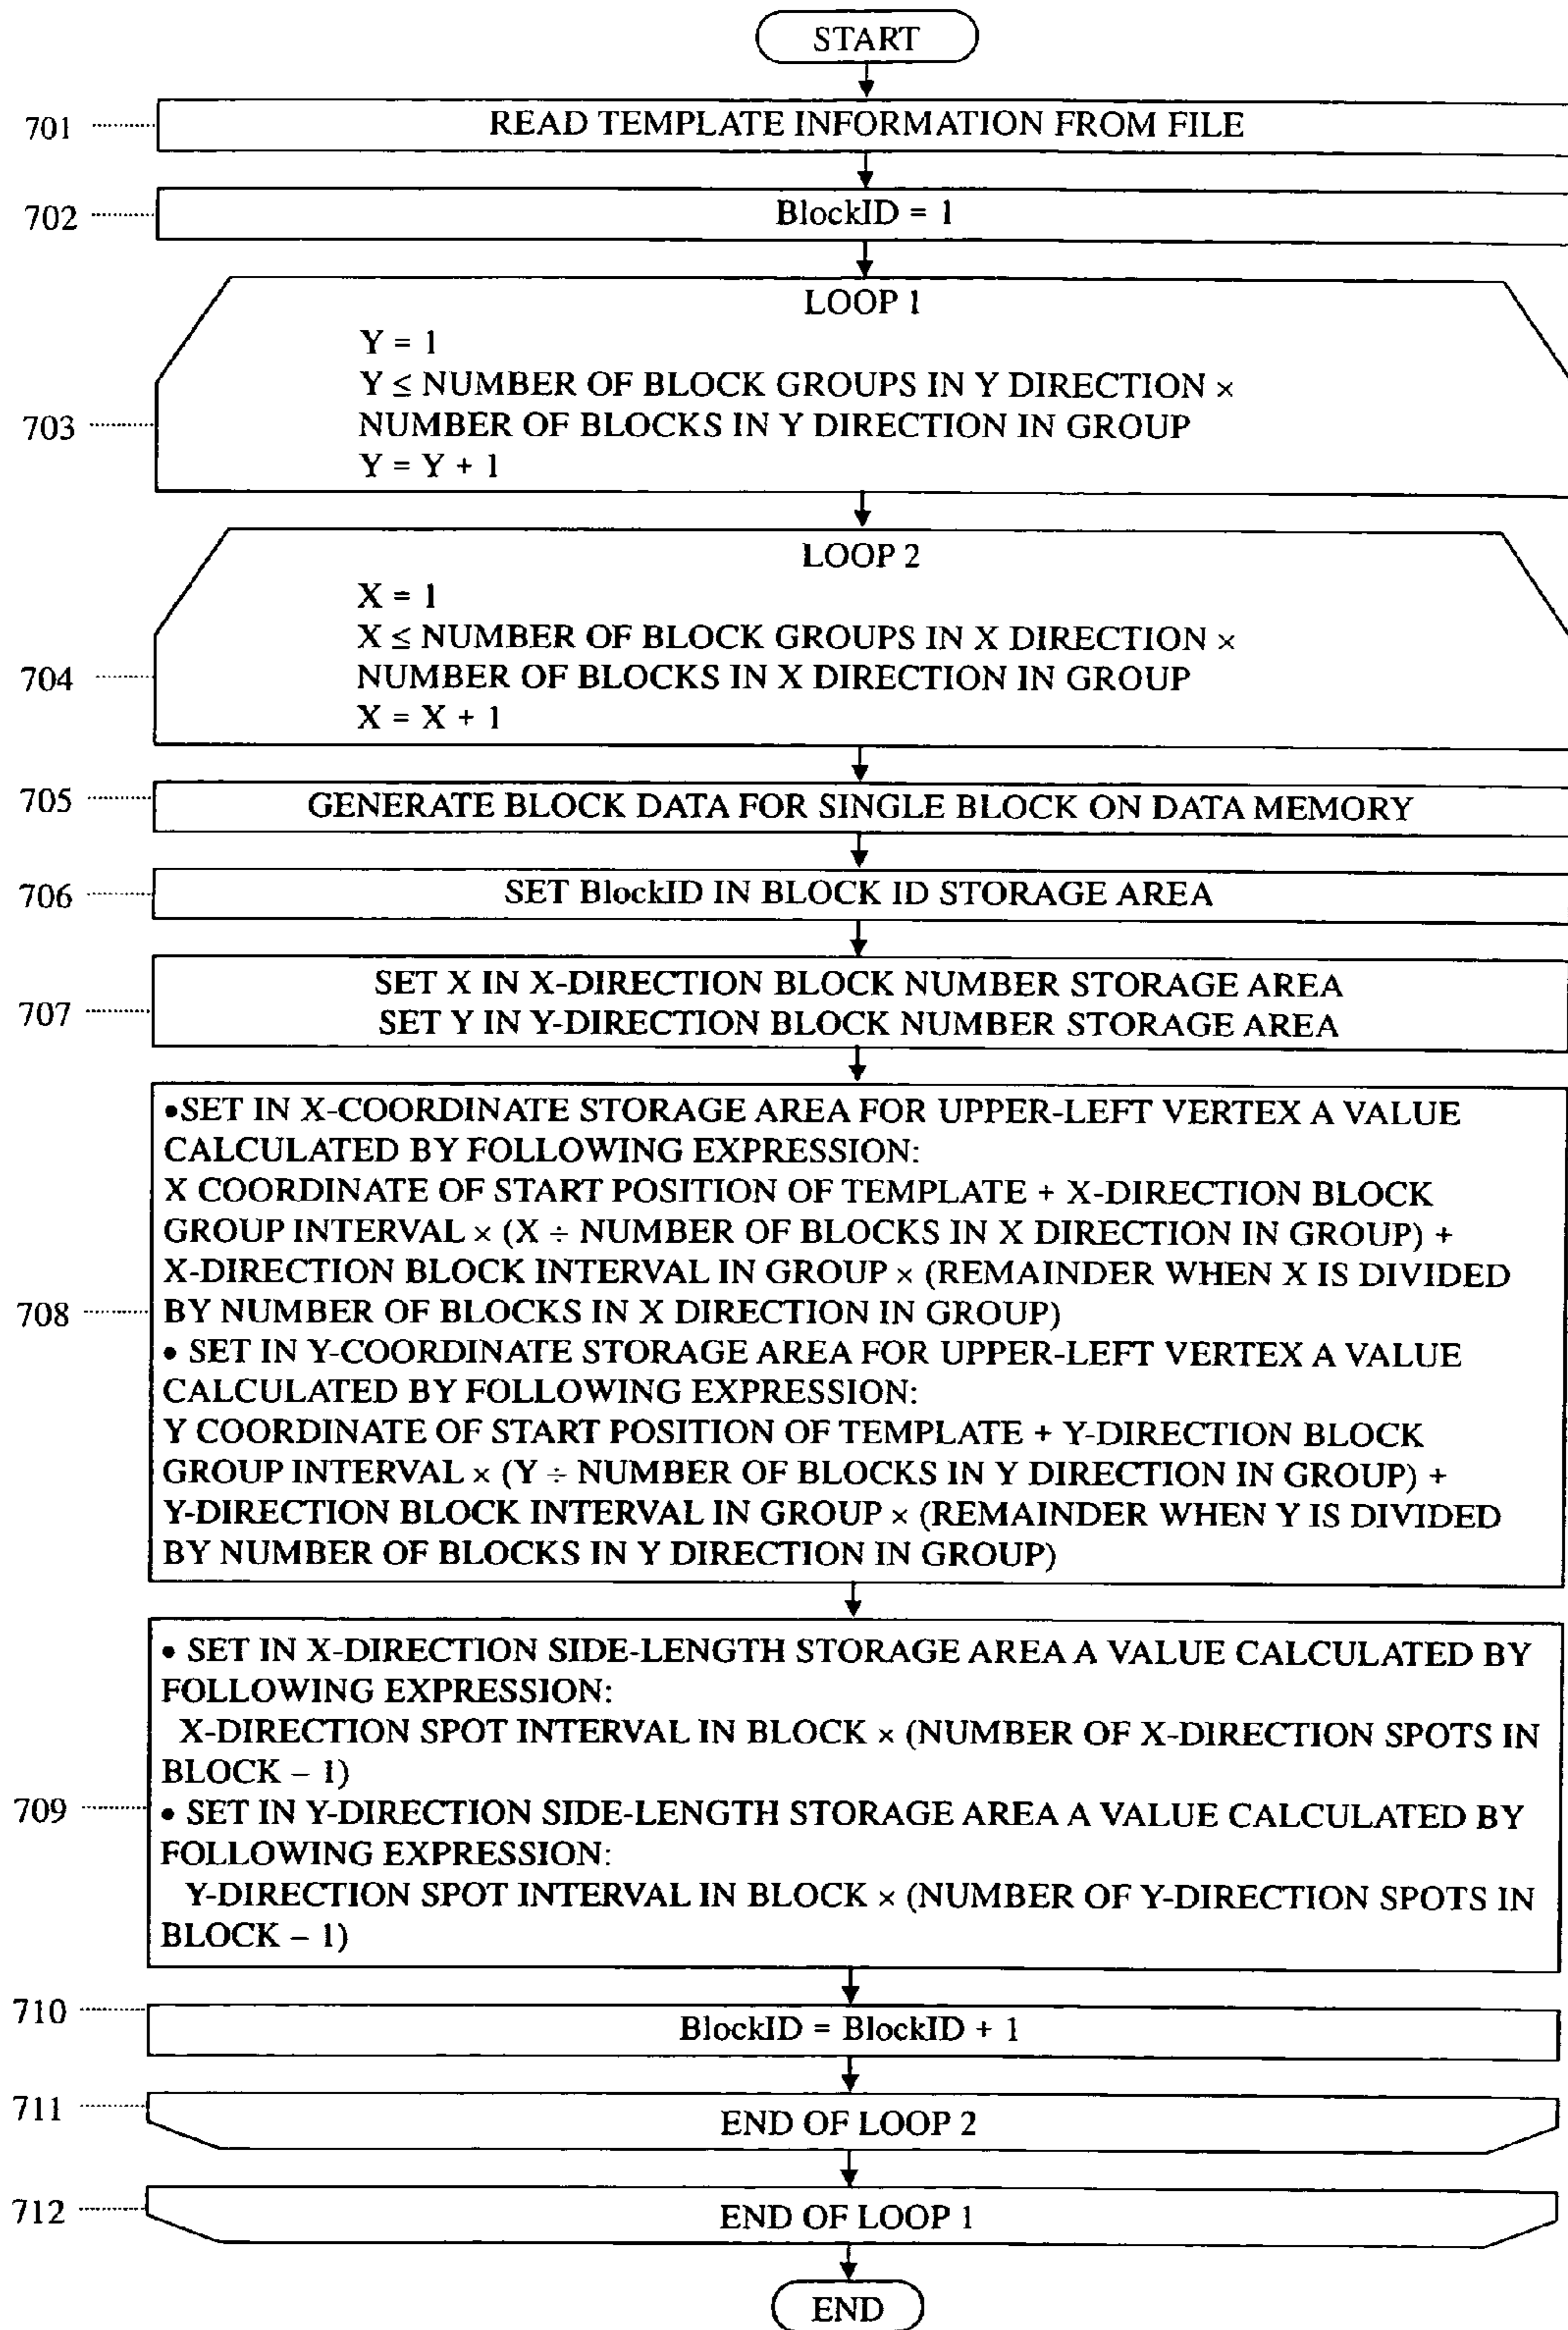 START
701
READ TEMPLATE INFORMATION FROM FILE
702
BlockID = 1
LOOP 1
Y = 1
Y ≤ NUMBER OF BLOCK GROUPS IN Y DIRECTION ×
703
NUMBER OF BLOCKS IN Y DIRECTION IN GROUP
Y = Y + 1
LOOP 2
X = 1
X ≤ NUMBER OF BLOCK GROUPS IN X DIRECTION ×
704
NUMBER OF BLOCKS IN X DIRECTION IN GROUP
X = X + 1
705
GENERATE BLOCK DATA FOR SINGLE BLOCK ON DATA MEMORY
706
SET BlockID IN BLOCK ID STORAGE AREA
707
SET X IN X-DIRECTION BLOCK NUMBER STORAGE AREA
SET Y IN Y-DIRECTION BLOCK NUMBER STORAGE AREA
•SET IN X-COORDINATE STORAGE AREA FOR UPPER-LEFT VERTEX A VALUE
CALCULATED BY FOLLOWING EXPRESSION:
X COORDINATE OF START POSITION OF TEMPLATE + X-DIRECTION BLOCK
GROUP INTERVAL × (X ÷ NUMBER OF BLOCKS IN X DIRECTION IN GROUP) +
X-DIRECTION BLOCK INTERVAL IN GROUP × (REMAINDER WHEN X IS DIVIDED
708
BY NUMBER OF BLOCKS IN X DIRECTION IN GROUP)
• SET IN Y-COORDINATE STORAGE AREA FOR UPPER-LEFT VERTEX A VALUE
CALCULATED BY FOLLOWING EXPRESSION:
Y COORDINATE OF START POSITION OF TEMPLATE + Y-DIRECTION BLOCK
GROUP INTERVAL × (Y ÷ NUMBER OF BLOCKS IN Y DIRECTION IN GROUP) +
Y-DIRECTION BLOCK INTERVAL IN GROUP × (REMAINDER WHEN Y IS DIVIDED
BY NUMBER OF BLOCKS IN Y DIRECTION IN GROUP)
• SET IN X-DIRECTION SIDE-LENGTH STORAGE AREA A VALUE CALCULATED BY
FOLLOWING EXPRESSION:
X-DIRECTION SPOT INTERVAL IN BLOCK × (NUMBER OF X-DIRECTION SPOTS IN
BLOCK – 1)
709
• SET IN Y-DIRECTION SIDE-LENGTH STORAGE AREA A VALUE CALCULATED BY
FOLLOWING EXPRESSION:
Y-DIRECTION SPOT INTERVAL IN BLOCK × (NUMBER OF Y-DIRECTION SPOTS IN
BLOCK – 1)
710
BlockID = BlockID + 1
711
END OF LOOP 2
712
END OF LOOP 1
END